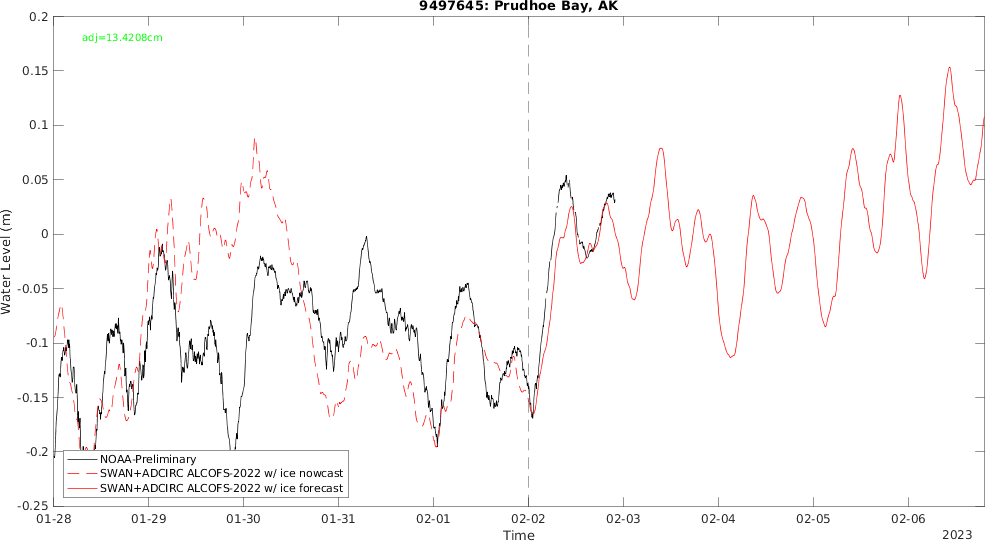 9497645: Prudhoe Bay, AK
adj=13.4208cm
0.2
0.15
0.1
0.05
0
-0.05
-0.1
-0.15
-0.2
-0.25
Water Level (m)
NOAA-Preliminary
SWAN+ADCIRC ALCOFS-2022 w/ ice nowcast
SWAN+ADCIRC ALCOFS-2022 w/ ice forecast
01-28 01-29 01-30 01-31 02-01 02-02 02-03 02-04 02-05 02-06
Time
2023